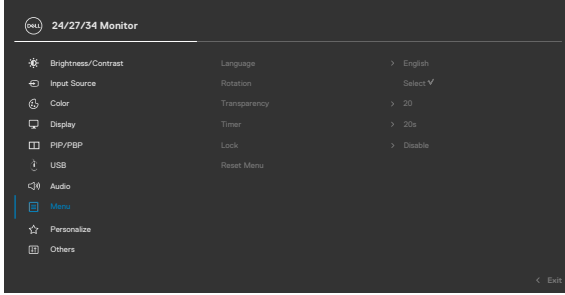 DELL 24/27/34 Monitor
Brightness/Contrast Language > English
Input Source Rotation Select
Color Transparency > 20
Display Timer > 20s
PIP/PBP Lock > Disable
USB Reset Menu
Audio
Menu
Personalize
Others
< Exit